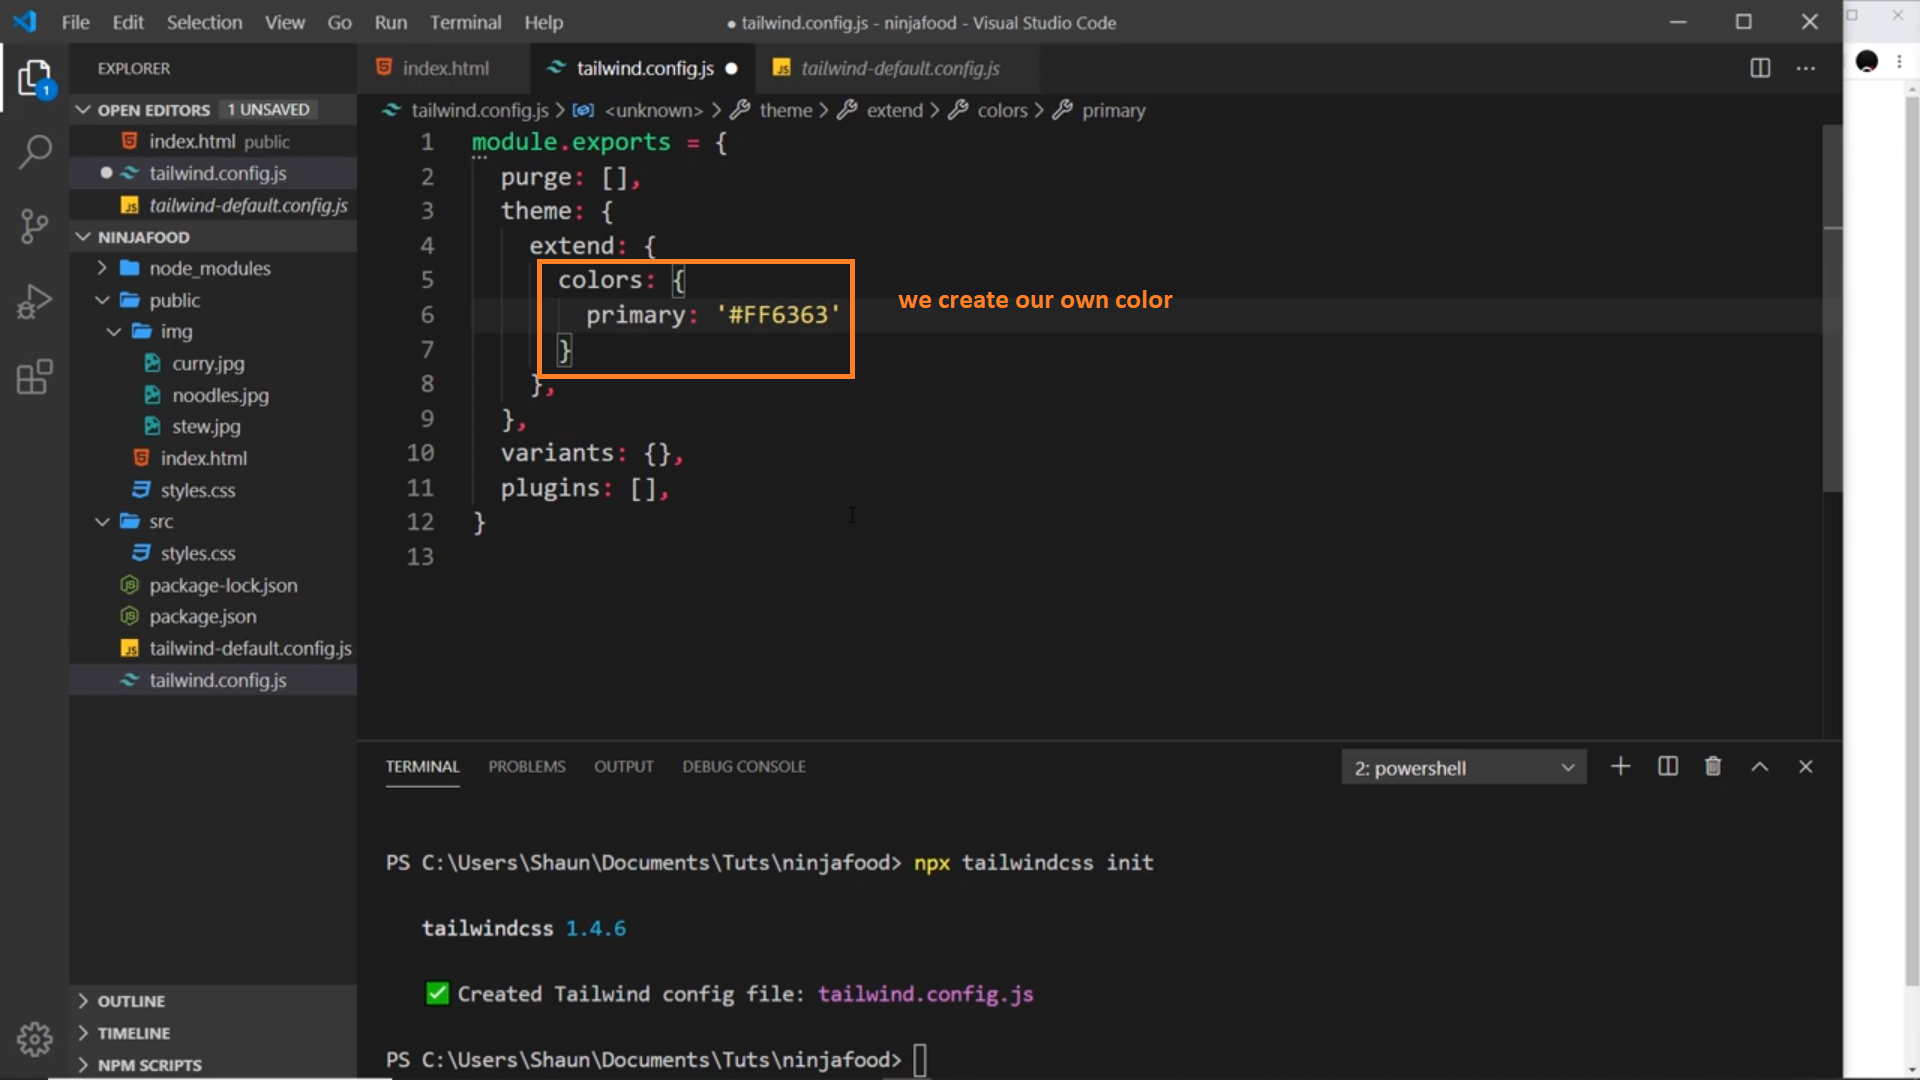 File Edit Selection View Go Run Terminal Help
● tailwind.config.js - ninjafood - Visual Studio Code
EXPLORER
OPEN EDITORS 1 UNSAVED
index.html public
tailwind.config.js
tailwind-default.config.js
NINJAFOOD
node_modules
public
img
curry.jpg
noodles.jpg
stew.jpg
index.html
styles.css
src
styles.css
package-lock.json
package.json
tailwind-default.config.js
tailwind.config.js
OUTLINE
TIMELINE
NPM SCRIPTS
1
index.html
tailwind.config.js ●
tailwind-default.config.js
tailwind.config.js > <unknown> > theme > extend > colors > primary
1 module.exports = {
2 purge: [],
3 theme: {
4 extend: {
5 colors: {
6 primary: '#FF6363'
7 }
8 },
9 },
10 variants: {},
11 plugins: [],
12 }
13
we create our own color
TERMINAL PROBLEMS OUTPUT DEBUG CONSOLE
2: powershell
PS C:\Users\Shaun\Documents\Tuts\ninjafood> npx tailwindcss init
tailwindcss 1.4.6
✅ Created Tailwind config file: tailwind.config.js
PS C:\Users\Shaun\Documents\Tuts\ninjafood>